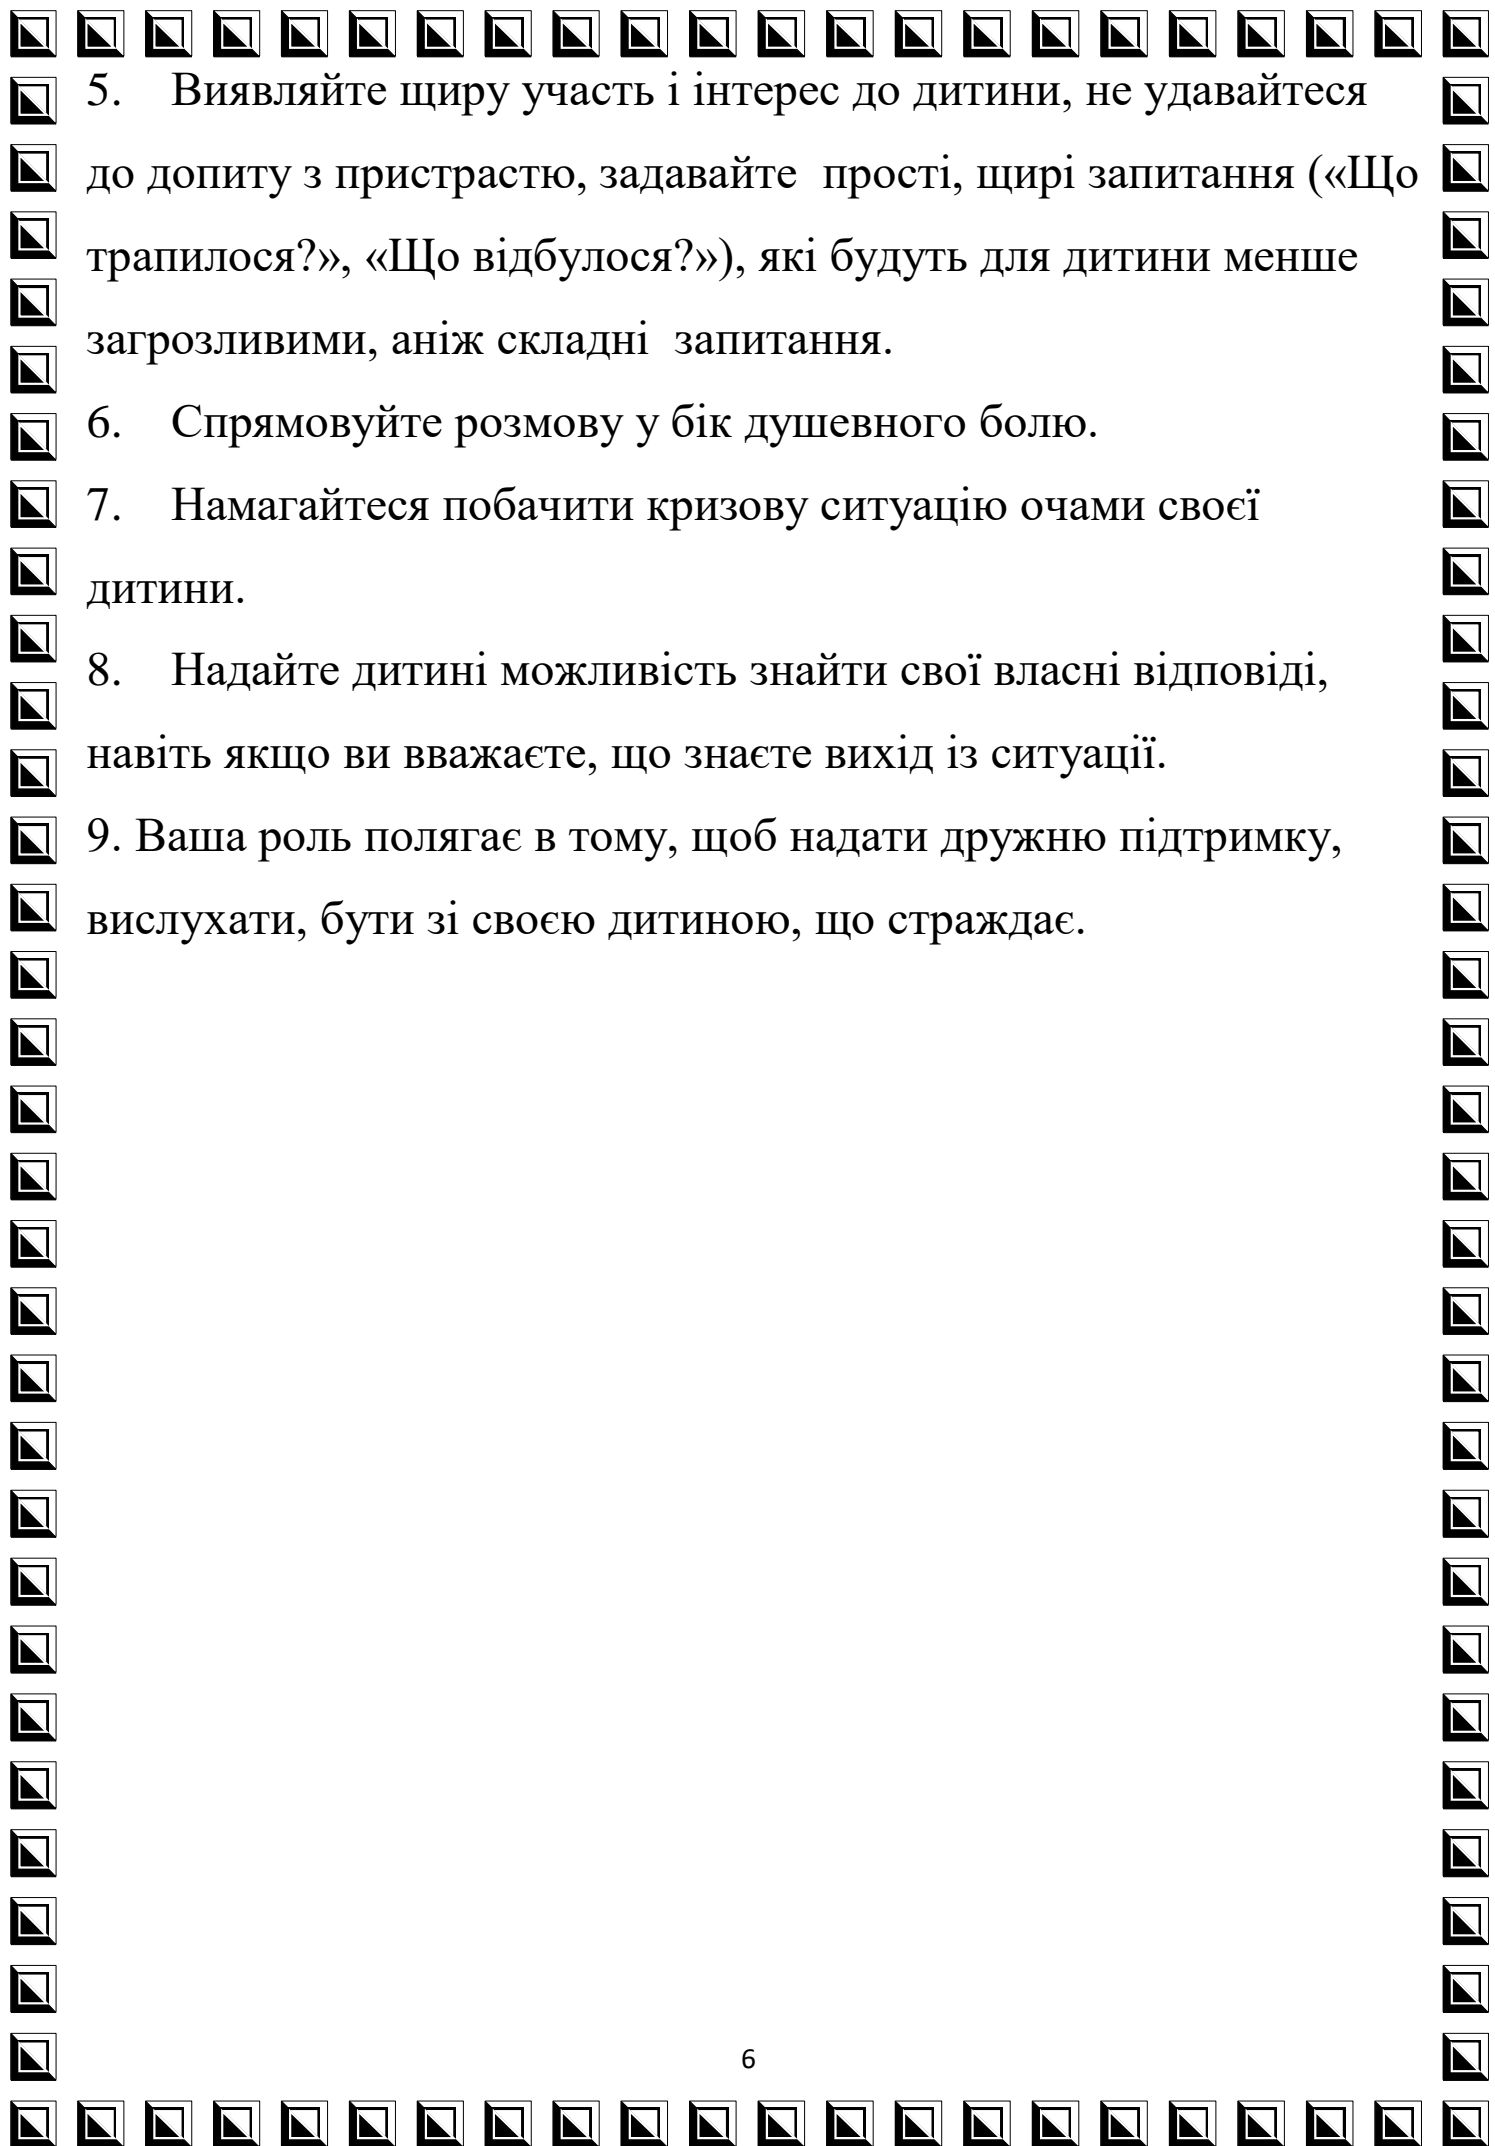 5. Виявляйте щиру участь і інтерес до дитини, не удавайтеся
до допиту з пристрастю, задавайте прості, щирі запитання («Що
трапилося?», «Що відбулося?»), які будуть для дитини менше
загрозливими, аніж складні запитання.
6. Спрямовуйте розмову у бік душевного болю.
7. Намагайтеся побачити кризову ситуацію очами своєї
дитини.
8. Надайте дитині можливість знайти свої власні відповіді,
навіть якщо ви вважаєте, що знаєте вихід із ситуації.
9. Ваша роль полягає в тому, щоб надати дружню підтримку,
вислухати, бути зі своєю дитиною, що страждає.
6